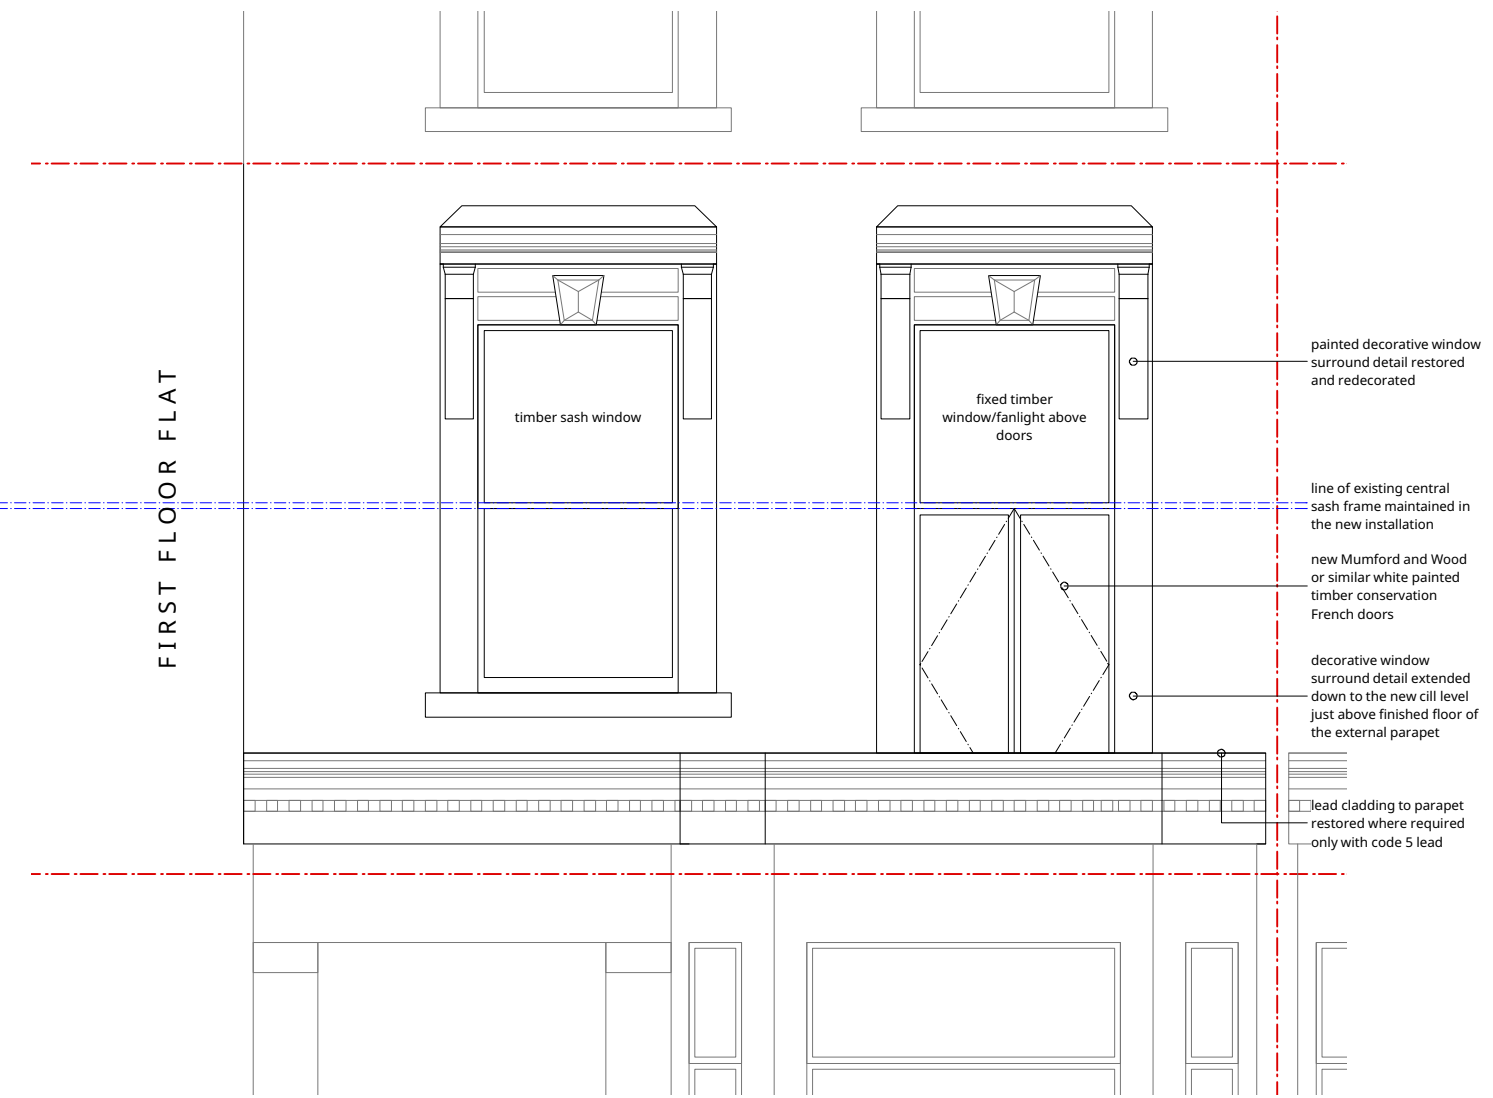 FIRST FLOOR FLAT
timber sash window
fixed timber
window/fanlight above
doors
painted decorative window
surround detail restored
and redecorated
line of existing central
sash frame maintained in
the new installation
new Mumford and Wood
or similar white painted
timber conservation
French doors
decorative window
surround detail extended
down to the new cill level
just above finished floor of
the external parapet
lead cladding to parapet
restored where required
only with code 5 lead